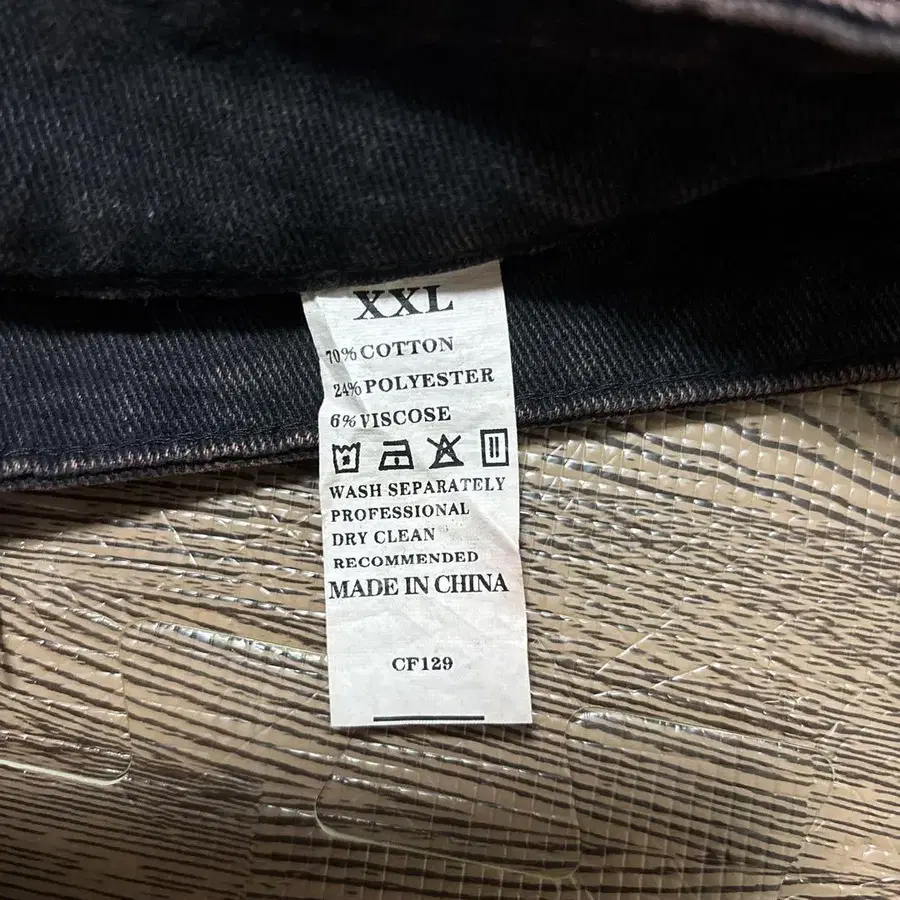 XXL
70% COTTON
24% POLYESTER
6% VISCOSE
WASH SEPARATELY
PROFESSIONAL
DRY CLEAN
RECOMMENDED
MADE IN CHINA
CF129